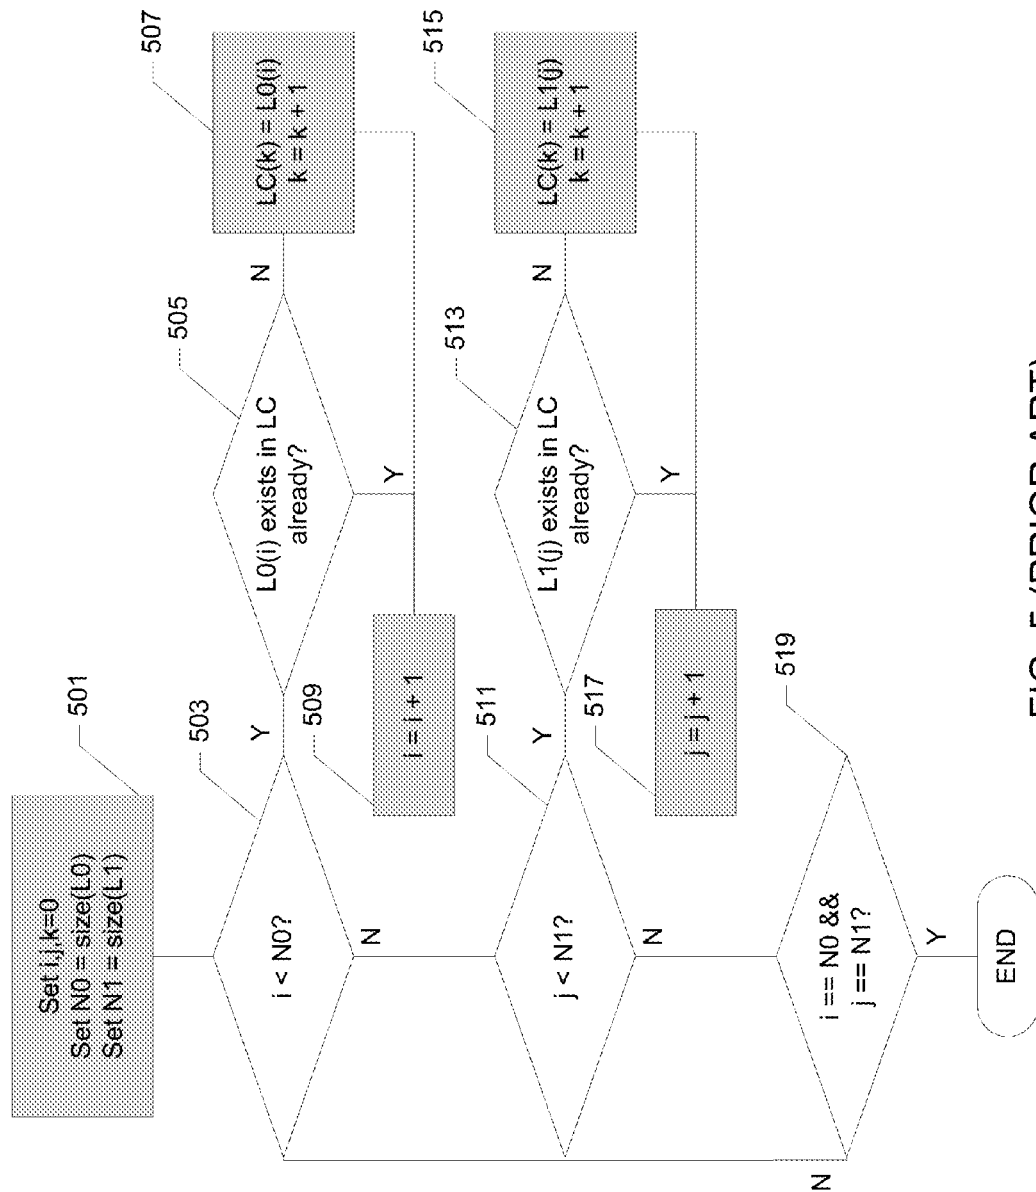 501
Set i,j,k=0
Set N0 = size(L0)
Set N1 = size(L1)
503
i < N0?
Y
N
505
L0(i) exists in LC
already?
N
Y
507
LC(k) = L0(i)
k = k + 1
509
i = i + 1
511
j < N1?
Y
N
513
L1(j) exists in LC
already?
N
Y
515
LC(k) = L1(j)
k = k + 1
517
j = j + 1
519
i == N0 &&
j == N1?
N
Y
END
FIG. 5 (PRIOR ART)